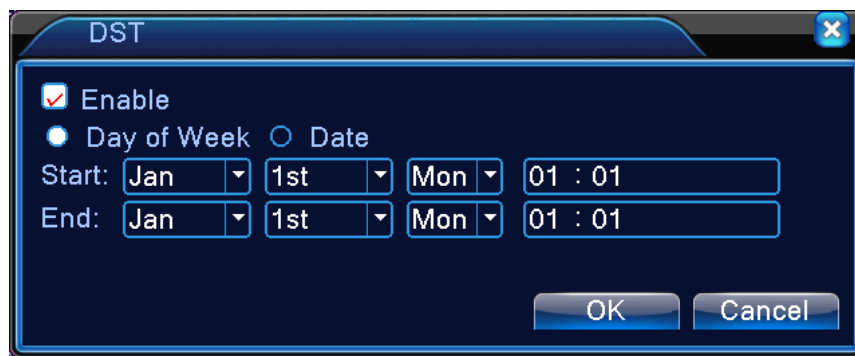 DST
Enable
Day of Week Date
Start: Jan 1st Mon 01 : 01
End: Jan 1st Mon 01 : 01
OK Cancel